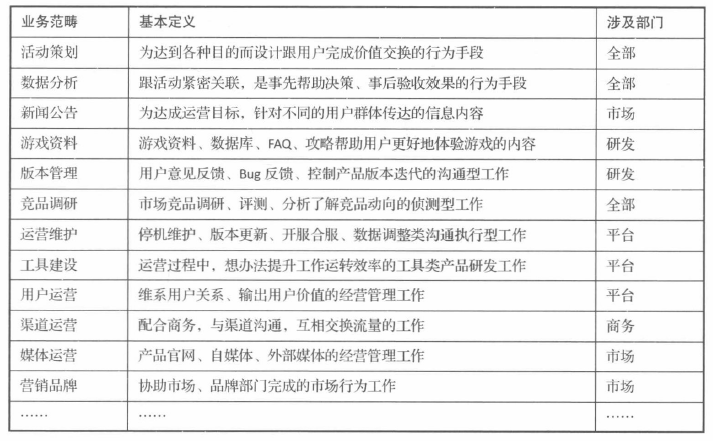 业务范畴 基本定义 涉及部门
活动策划 为达到各种目的而设计跟用户完成价值交换的行为手段 全部
数据分析 跟活动紧密关联，是事先帮助决策、事后验收效果的行为手段 全部
新闻公告 为达成运营目标，针对不同的用户群体传达的信息内容 市场
游戏资料 游戏资料、数据库、FAQ、攻略帮助用户更好地体验游戏的内容 研发
版本管理 用户意见反馈、Bug 反馈、控制产品版本迭代的沟通型工作 研发
竞品调研 市场竞品调研、评测、分析了解竞品动向的侦测型工作 全部
运营维护 停机维护、版本更新、开服合服、数据调整类沟通执行型工作 平台
工具建设 运营过程中，想办法提升工作运转效率的工具类产品研发工作 平台
用户运营 维系用户关系、输出用户价值的经营管理工作 平台
渠道运营 配合商务，与渠道沟通，互相交换流量的工作 商务
媒体运营 产品官网、自媒体、外部媒体的经营管理工作 市场
营销品牌 协助市场、品牌部门完成的市场行为工作 市场
…… ……